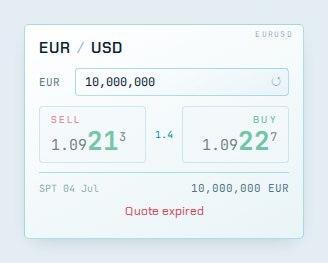 EURUSD
EUR / USD
EUR 10,000,000
SELL BUY
1.09213 1.4 1.09227
SPT 04 Jul 10,000,000 EUR
Quote expired